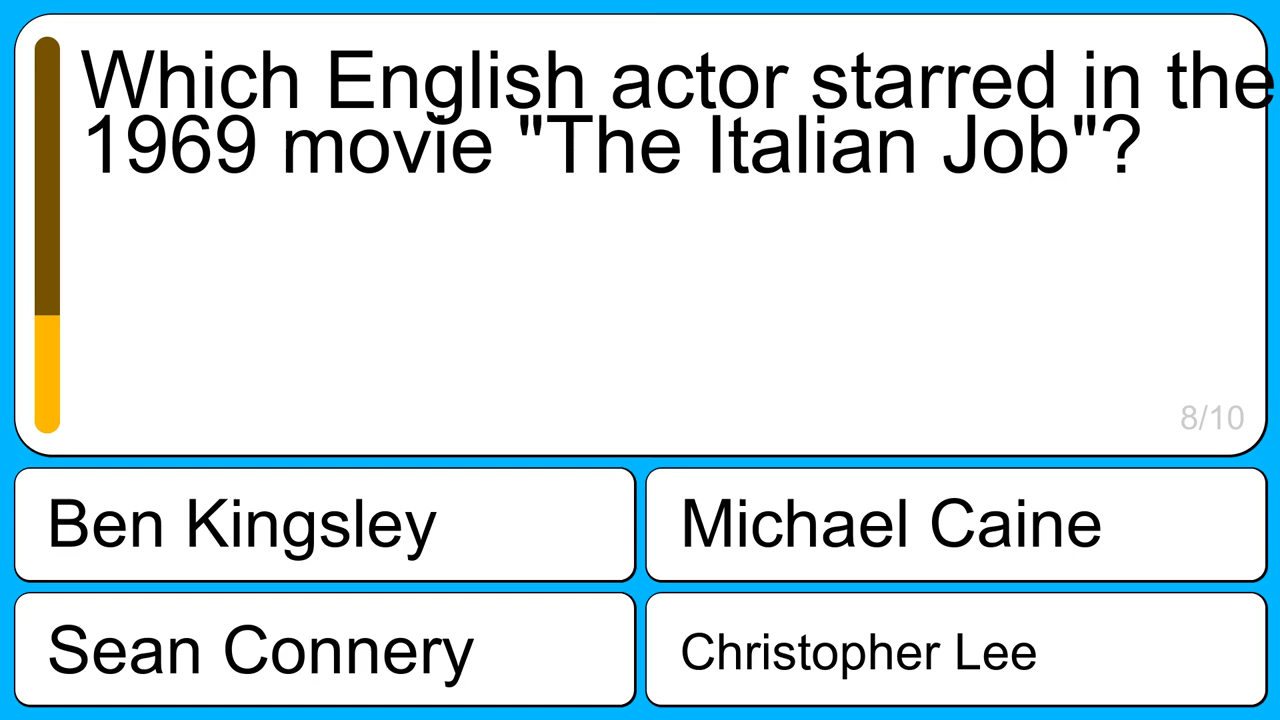 Which English actor starred in the
1969 movie "The Italian Job"?
8/10
Ben Kingsley
Michael Caine
Sean Connery
Christopher Lee